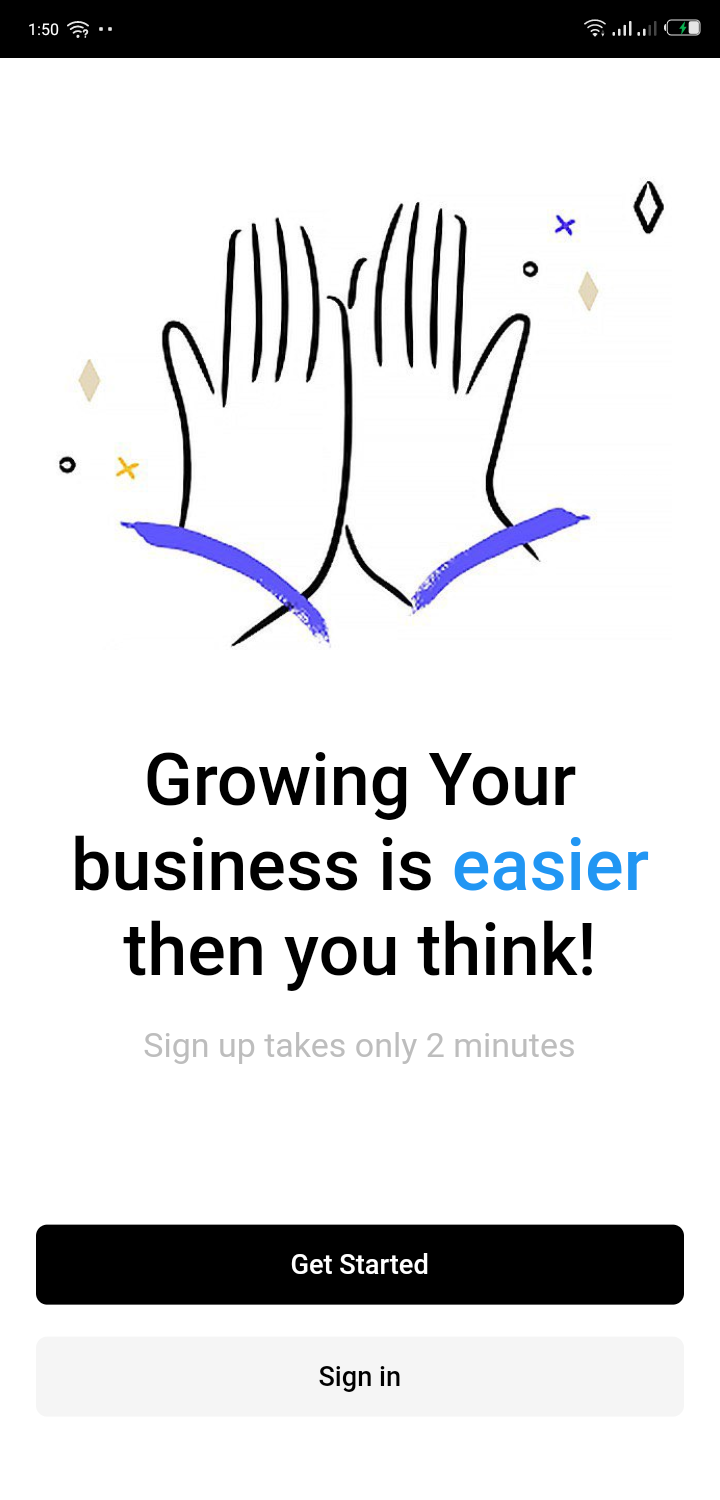 1:50
Growing Your
business is easier
then you think!
Sign up takes only 2 minutes
Get Started
Sign in